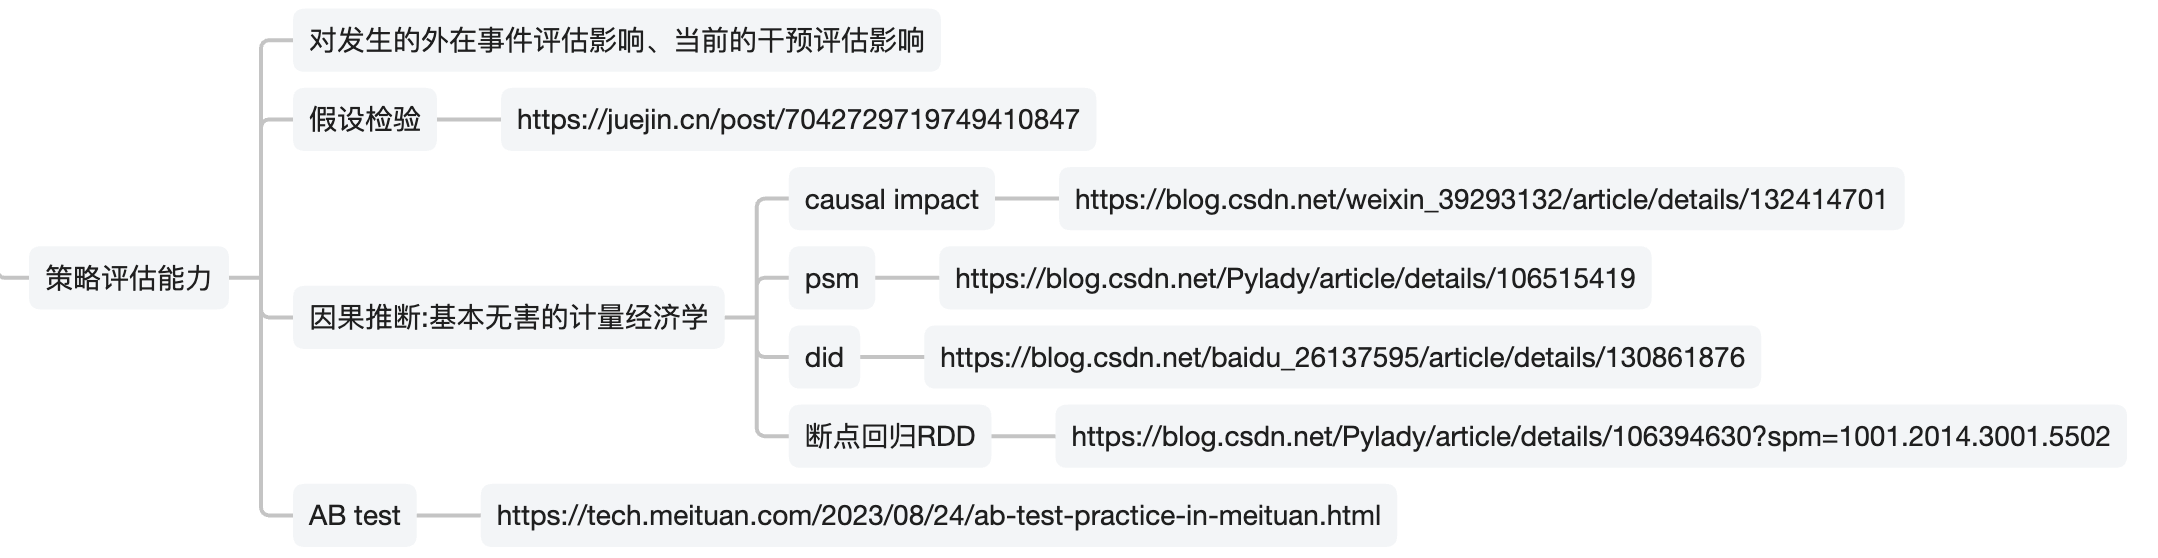 对发生的外在事件评估影响、当前的干预评估影响
假设检验
https://juejin.cn/post/7042729719749410847
策略评估能力
因果推断:基本无害的计量经济学
causal impact
https://blog.csdn.net/weixin_39293132/article/details/132414701
psm
https://blog.csdn.net/Pylady/article/details/106515419
did
https://blog.csdn.net/baidu_26137595/article/details/130861876
断点回归RDD
https://blog.csdn.net/Pylady/article/details/106394630?spm=1001.2014.3001.5502
AB test
https://tech.meituan.com/2023/08/24/ab-test-practice-in-meituan.html